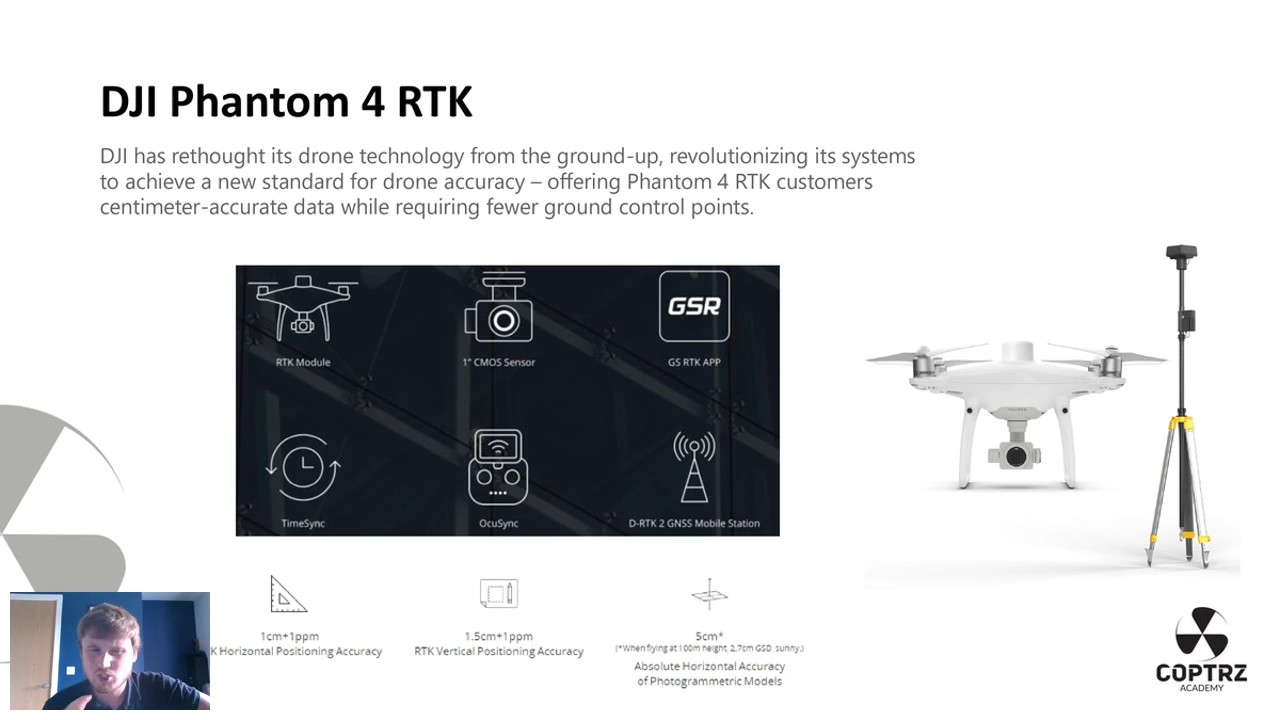 DJI Phantom 4 RTK
DJI has rethought its drone technology from the ground-up, revolutionizing its systems
to achieve a new standard for drone accuracy – offering Phantom 4 RTK customers
centimeter-accurate data while requiring fewer ground control points.
RTK Module
1" CMOS Sensor
GSR
GS RTK APP
TimeSync
OcuSync
D-RTK 2 GNSS Mobile Station
1cm+1ppm
K Horizontal Positioning Accuracy
1.5cm+1ppm
RTK Vertical Positioning Accuracy
5cm*
(*When flying at 100m height, 2.7cm GSD, sunny.)
Absolute Horizontal Accuracy
of Photogrammetric Models
COPTRZ
ACADEMY